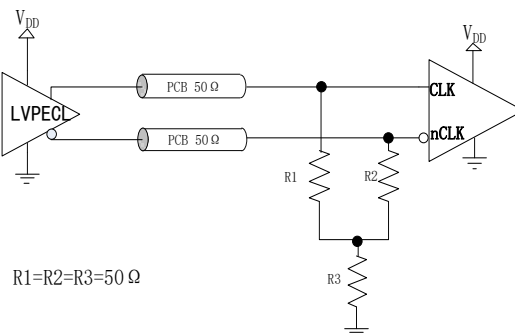 VDD
VDD
LVPECL
PCB 50Ω
CLK
PCB 50Ω
nCLK
R1
R2
R3
R1=R2=R3=50Ω